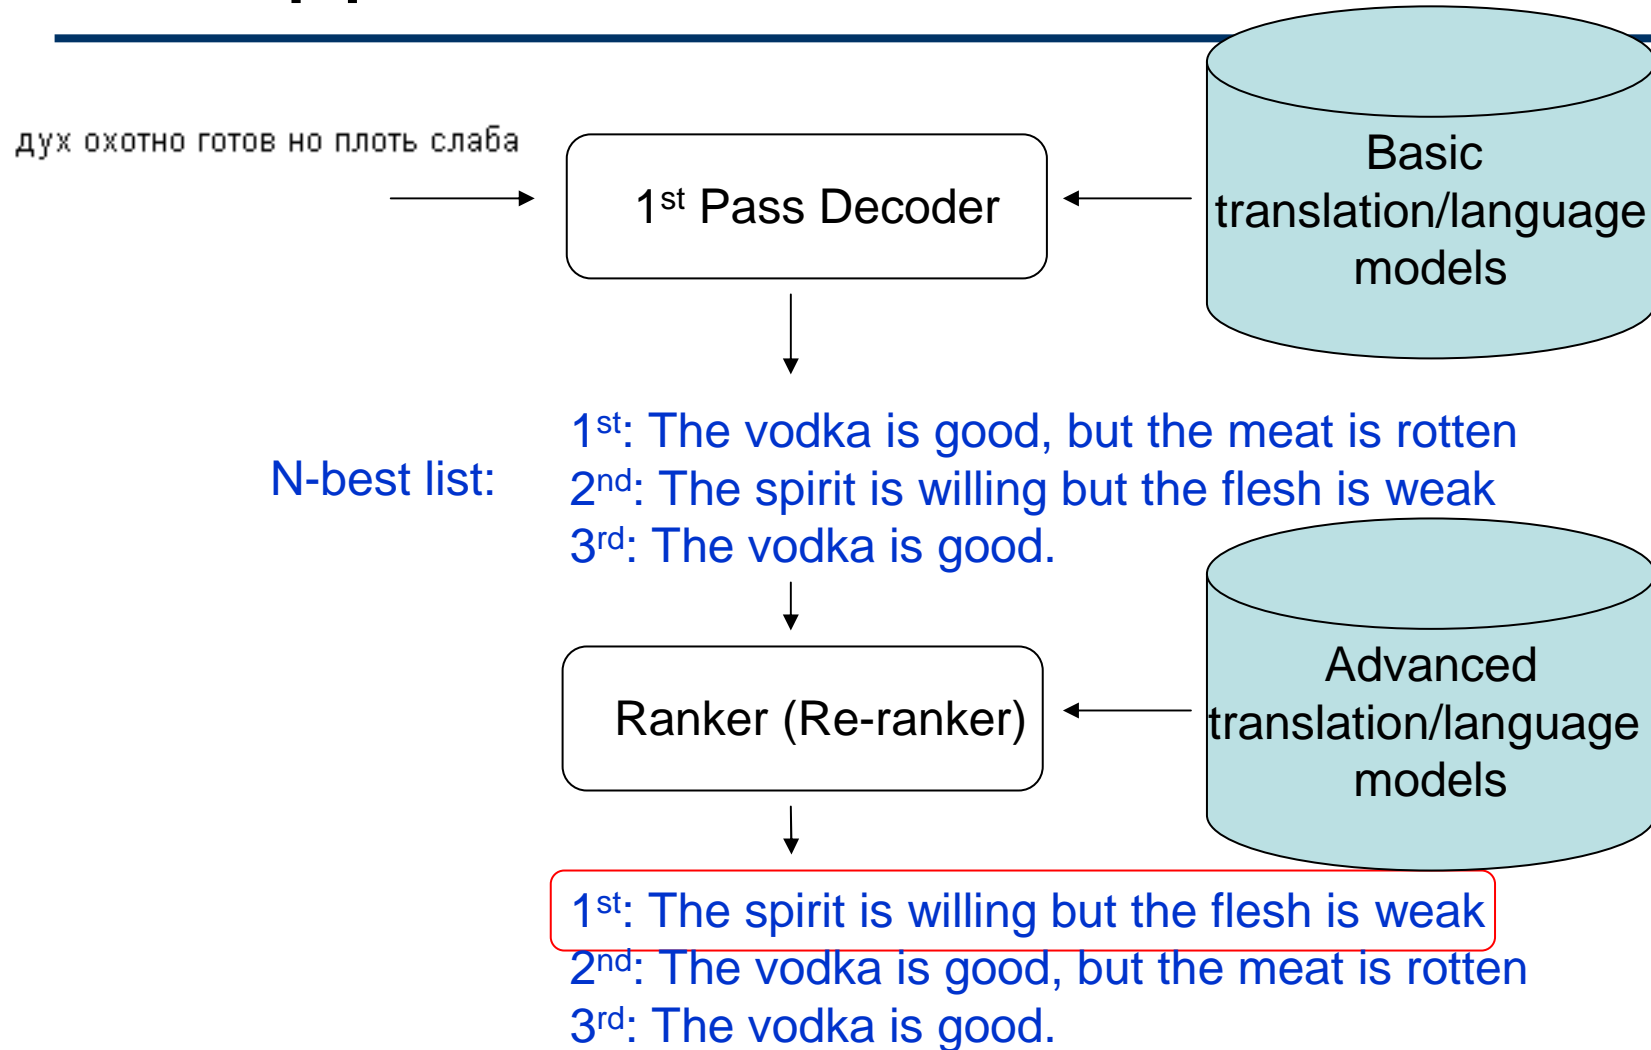 дух охотно готов но плоть слаба
1st Pass Decoder
Basic
translation/language
models
N-best list:
1st: The vodka is good, but the meat is rotten
2nd: The spirit is willing but the flesh is weak
3rd: The vodka is good.
Ranker (Re-ranker)
Advanced
translation/language
models
1st: The spirit is willing but the flesh is weak
2nd: The vodka is good, but the meat is rotten
3rd: The vodka is good.